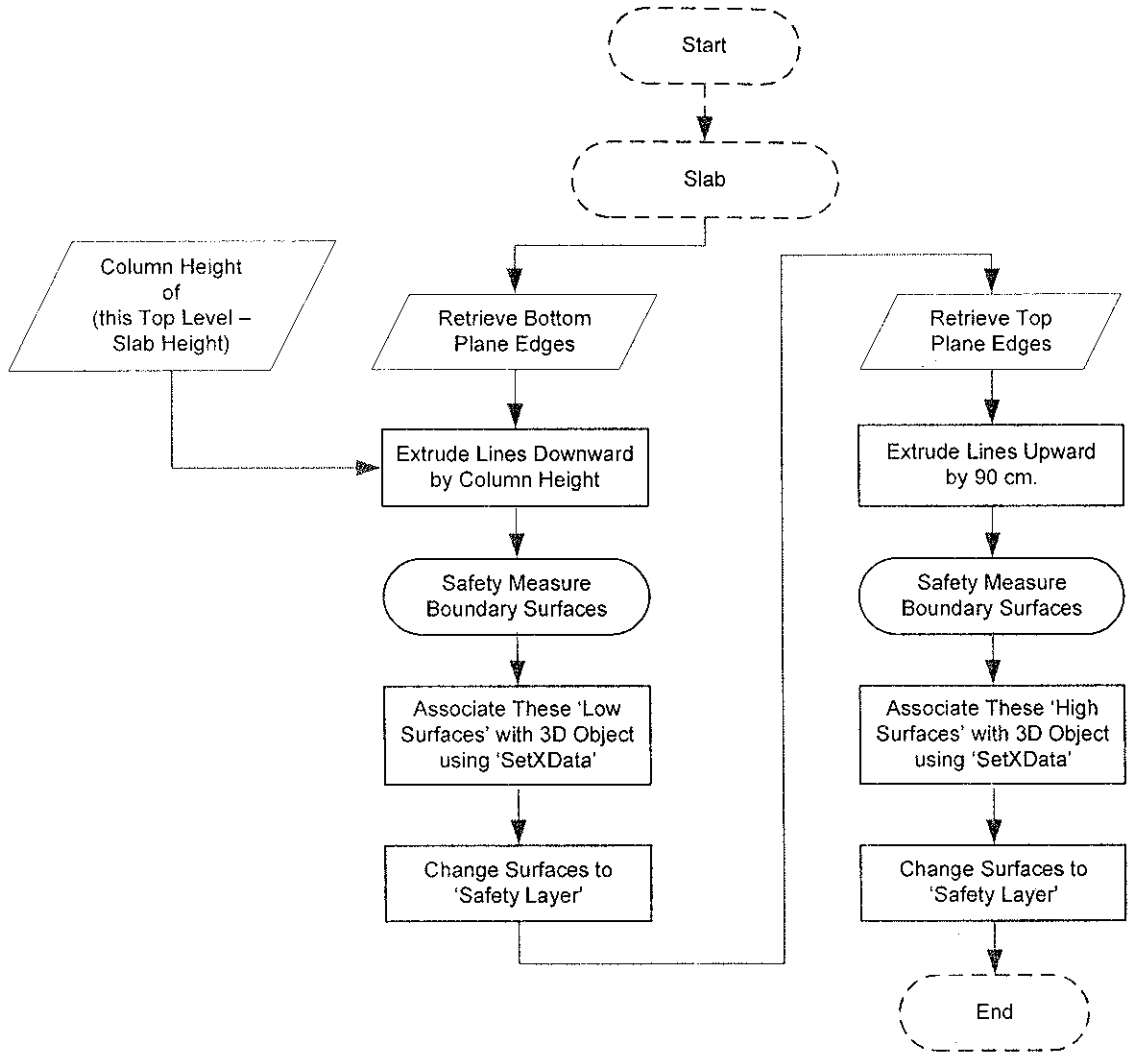 Start
Slab
Column Height
of
(this Top Level –
Slab Height)
Retrieve Bottom
Plane Edges
Extrude Lines Downward
by Column Height
Safety Measure
Boundary Surfaces
Associate These ‘Low
Surfaces’ with 3D Object
using ‘SetXData’
Change Surfaces to
‘Safety Layer’
Retrieve Top
Plane Edges
Extrude Lines Upward
by 90 cm.
Safety Measure
Boundary Surfaces
Associate These ‘High
Surfaces’ with 3D Object
using ‘SetXData’
Change Surfaces to
‘Safety Layer’
End